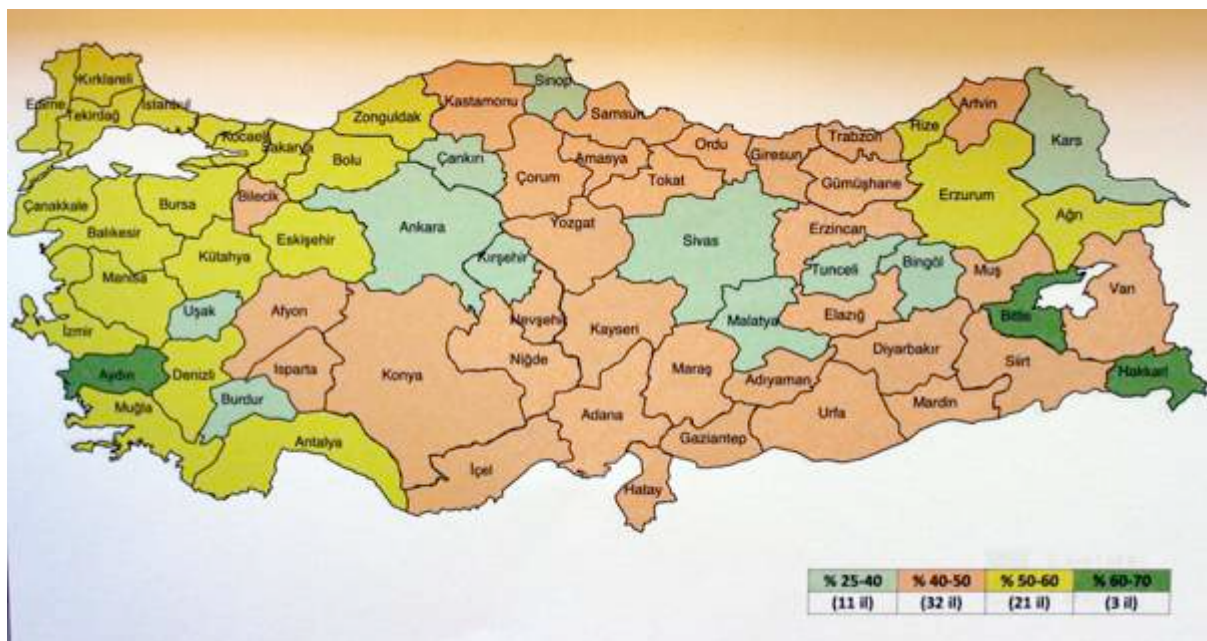 Kırklareli
Edirne
İstanbul
Tekirdağ
Kocaeli
Sakarya
Zonguldak
Kastamonu
Sinop
Samsun
Ordu
Giresun
Trabzon
Rize
Artvin
Kars
Bolu
Çankırı
Çorum
Amasya
Tokat
Gümüşhane
Erzurum
Ağrı
Çanakkale
Bursa
Bilecik
Balıkesir
Eskişehir
Ankara
Yozgat
Sivas
Erzincan
Kütahya
Manisa
Kırşehir
Tunceli
Bingöl
Muş
Van
Uşak
Afyon
İzmir
Nevşehir
Kayseri
Malatya
Elazığ
Bitlis
Aydın
Denizli
Isparta
Konya
Niğde
Maraş
Adıyaman
Diyarbakır
Siirt
Hakkari
Burdur
Muğla
Antalya
Adana
Gaziantep
Urfa
Mardin
İçel
Hatay
% 25-40 % 40-50 % 50-60 % 60-70
(11 il) (32 il) (21 il) (3 il)